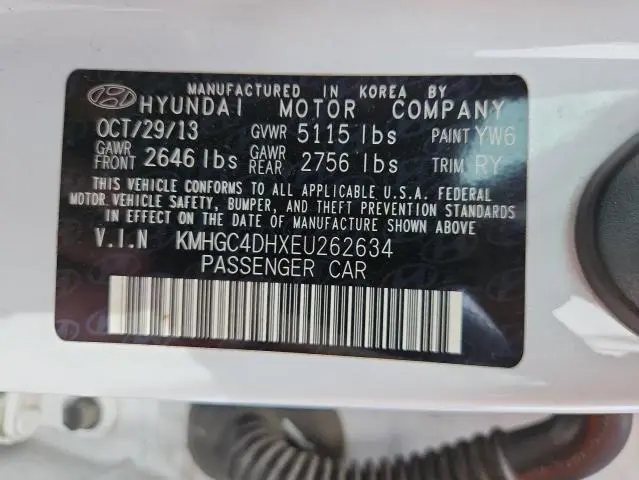 MANUFACTURED IN KOREA BY
HYUNDAI MOTOR COMPANY
OCT/29/13 GVWR 5115 lbs PAINT YW6
GAWR FRONT 2646 lbs GAWR REAR 2756 lbs TRIM RY
THIS VEHICLE CONFORMS TO ALL APPLICABLE U.S.A. FEDERAL
MOTOR VEHICLE SAFETY, BUMPER, AND THEFT PREVENTION STANDARDS
IN EFFECT ON THE DATE OF MANUFACTURE SHOWN ABOVE
V.I.N KMHGC4DHXEU262634
PASSENGER CAR